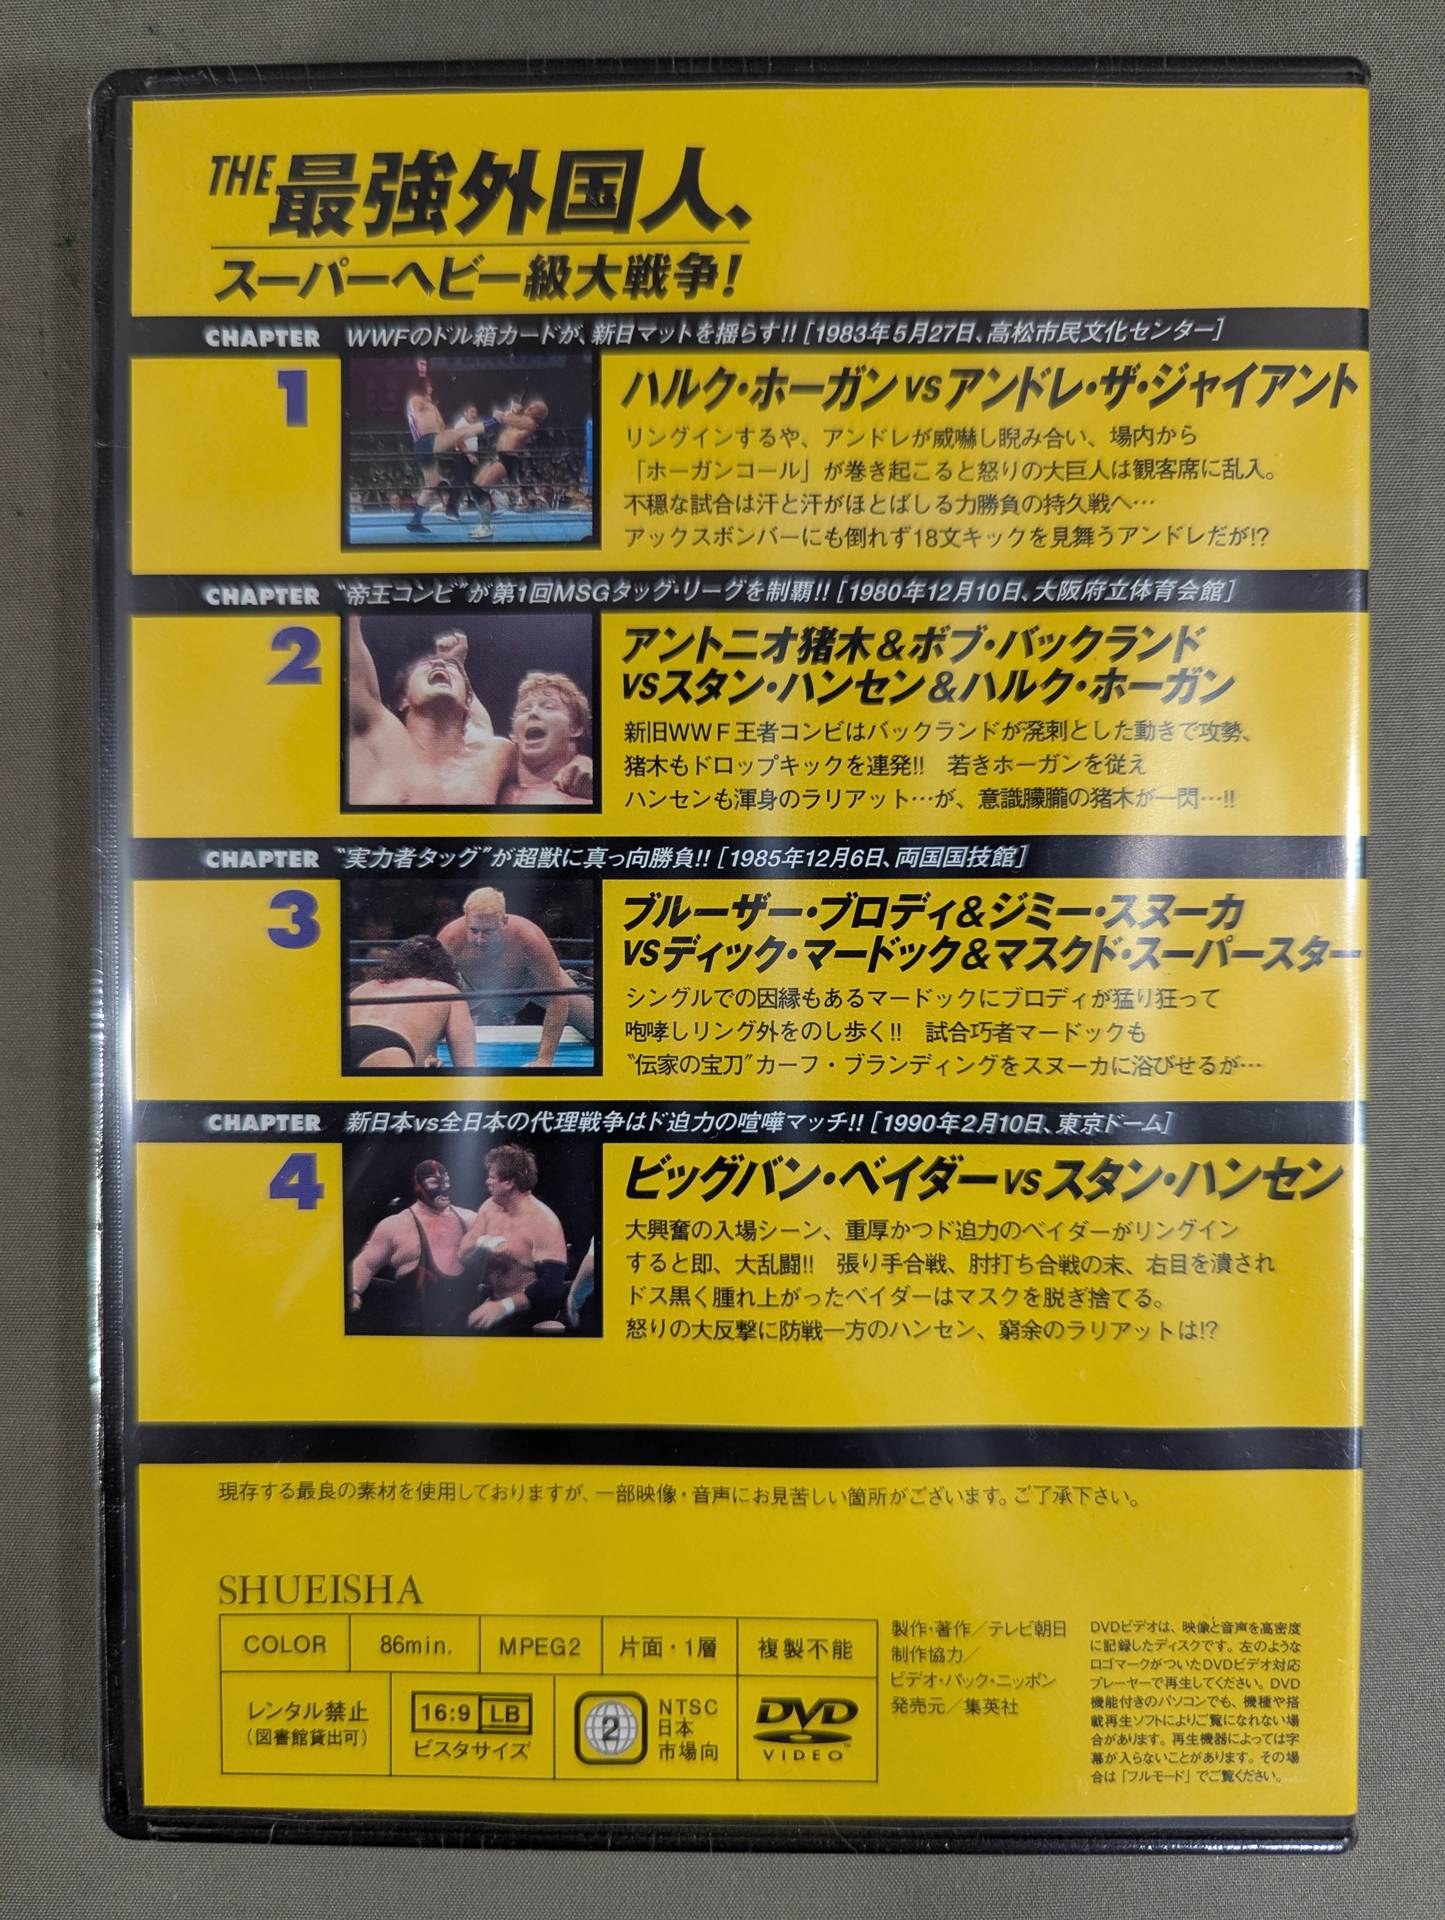 THE 最強外国人、
スーパーヘビー級大戦争!
CHAPTER 1
WWFのドル箱カードが、新日マットを揺らす!! [1983年5月27日、高松市民文化センター]
ハルク・ホーガン vs アンドレ・ザ・ジャイアント
リングインするや、アンドレが威嚇し睨み合い、場内から
「ホーガンコール」が巻き起こると怒りの大巨人は観客席に乱入。
不穏な試合は汗と汗がほとばしる力勝負の持久戦へ…
アックスボンバーにも倒れず18文キックを見舞うアンドレだが!?
CHAPTER 2
〝帝王コンビ〟が第1回MSGタッグ・リーグを制覇!! [1980年12月10日、大阪府立体育会館]
アントニオ猪木&ボブ・バックランド
vsスタン・ハンセン&ハルク・ホーガン
新旧WWF王者コンビはバックランドが溌剌とした動きで攻勢、
猪木もドロップキックを連発!! 若きホーガンを従え
ハンセンも渾身のラリアット…が、意識朦朧の猪木が一閃…!!
CHAPTER 3
〝実力者タッグ〟が超獣に真っ向勝負!! [1985年12月6日、両国国技館]
ブルーザー・ブロディ&ジミー・スヌーカ
vsディック・マードック&マスクド・スーパースター
シングルでの因縁もあるマードックにブロディが猛り狂って
咆哮しリング外をのし歩く!! 試合巧者マードックも
〝伝家の宝刀〟カーフ・ブランディングをスヌーカに浴びせるが…
CHAPTER 4
新日本vs全日本の代理戦争はド迫力の喧嘩マッチ!! [1990年2月10日、東京ドーム]
ビッグバン・ベイダー vs スタン・ハンセン
大興奮の入場シーン、重厚かつド迫力のベイダーがリングイン
すると即、大乱闘!! 張り手合戦、肘打ち合戦の末、右目を潰され
ドス黒く腫れ上がったベイダーはマスクを脱ぎ捨てる。
怒りの大反撃に防戦一方のハンセン、窮余のラリアットは!?
現存する最良の素材を使用しておりますが、一部映像・音声にお見苦しい箇所がございます。ご了承下さい。
SHUEISHA
COLOR 86min. MPEG2 片面・1層 複製不能
レンタル禁止
(図書館貸出可)
16:9 LB
ビスタサイズ
2
NTSC
日本
市場向
DVD
VIDEO™
製作・著作/テレビ朝日
制作協力/
ビデオ・パック・ニッポン
発売元/集英社
DVDビデオは、映像と音声を高密度
に記録したディスクです。左のような
ロゴマークがついたDVDビデオ対応
プレーヤーで再生してください。DVD
機能付きのパソコンでも、機種や搭
載再生ソフトによりご覧になれない場
合があります。再生機器によっては字
幕が入らないことがあります。その場
合は「フルモード」でご覧ください。